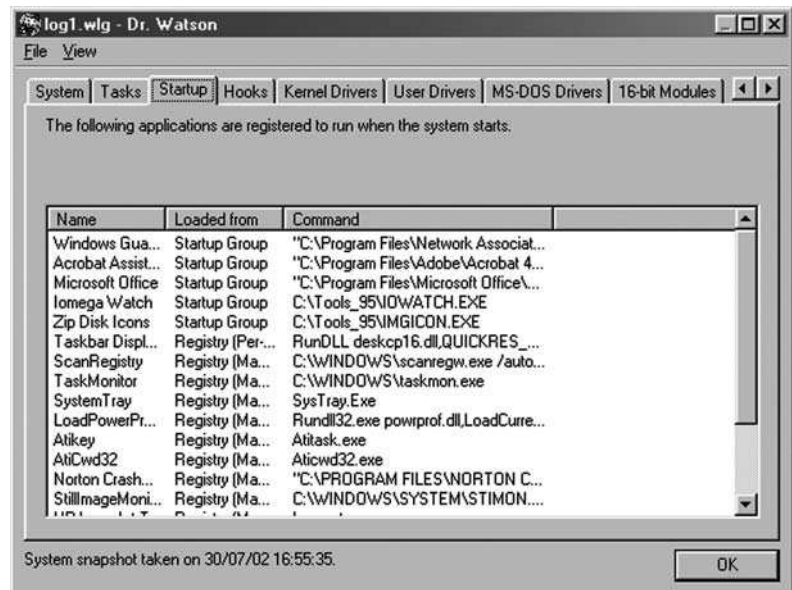 log1.wlg - Dr. Watson
File View
System Tasks Startup Hooks Kernel Drivers User Drivers MS-DOS Drivers 16-bit Modules
The following applications are registered to run when the system starts.
Name Loaded from Command
Windows Gua... Startup Group "C:\Program Files\Network Associat...
Acrobat Assist... Startup Group "C:\Program Files\Adobe\Acrobat 4...
Microsoft Office Startup Group "C:\Program Files\Microsoft Office\...
Iomega Watch Startup Group C:\Tools_95\IOWATCH.EXE
Zip Disk Icons Startup Group C:\Tools_95\IMGICON.EXE
Taskbar Displ... Registry (Per-... RunDLL deskcp16.dll,QUICKRES_...
ScanRegistry Registry (Ma... C:\WINDOWS\scanregw.exe /auto...
TaskMonitor Registry (Ma... C:\WINDOWS\taskmon.exe
SystemTray Registry (Ma... SysTray.Exe
LoadPowerPr... Registry (Ma... Rundll32.exe powrprof.dll,LoadCurre...
Atikey Registry (Ma... Atitask.exe
AtiCwd32 Registry (Ma... Aticwd32.exe
Norton Crash... Registry (Ma... "C:\PROGRAM FILES\NORTON C...
StillImageMoni... Registry (Ma... C:\WINDOWS\SYSTEM\STIMON....
System snapshot taken on 30/07/02 16:55:35.
OK